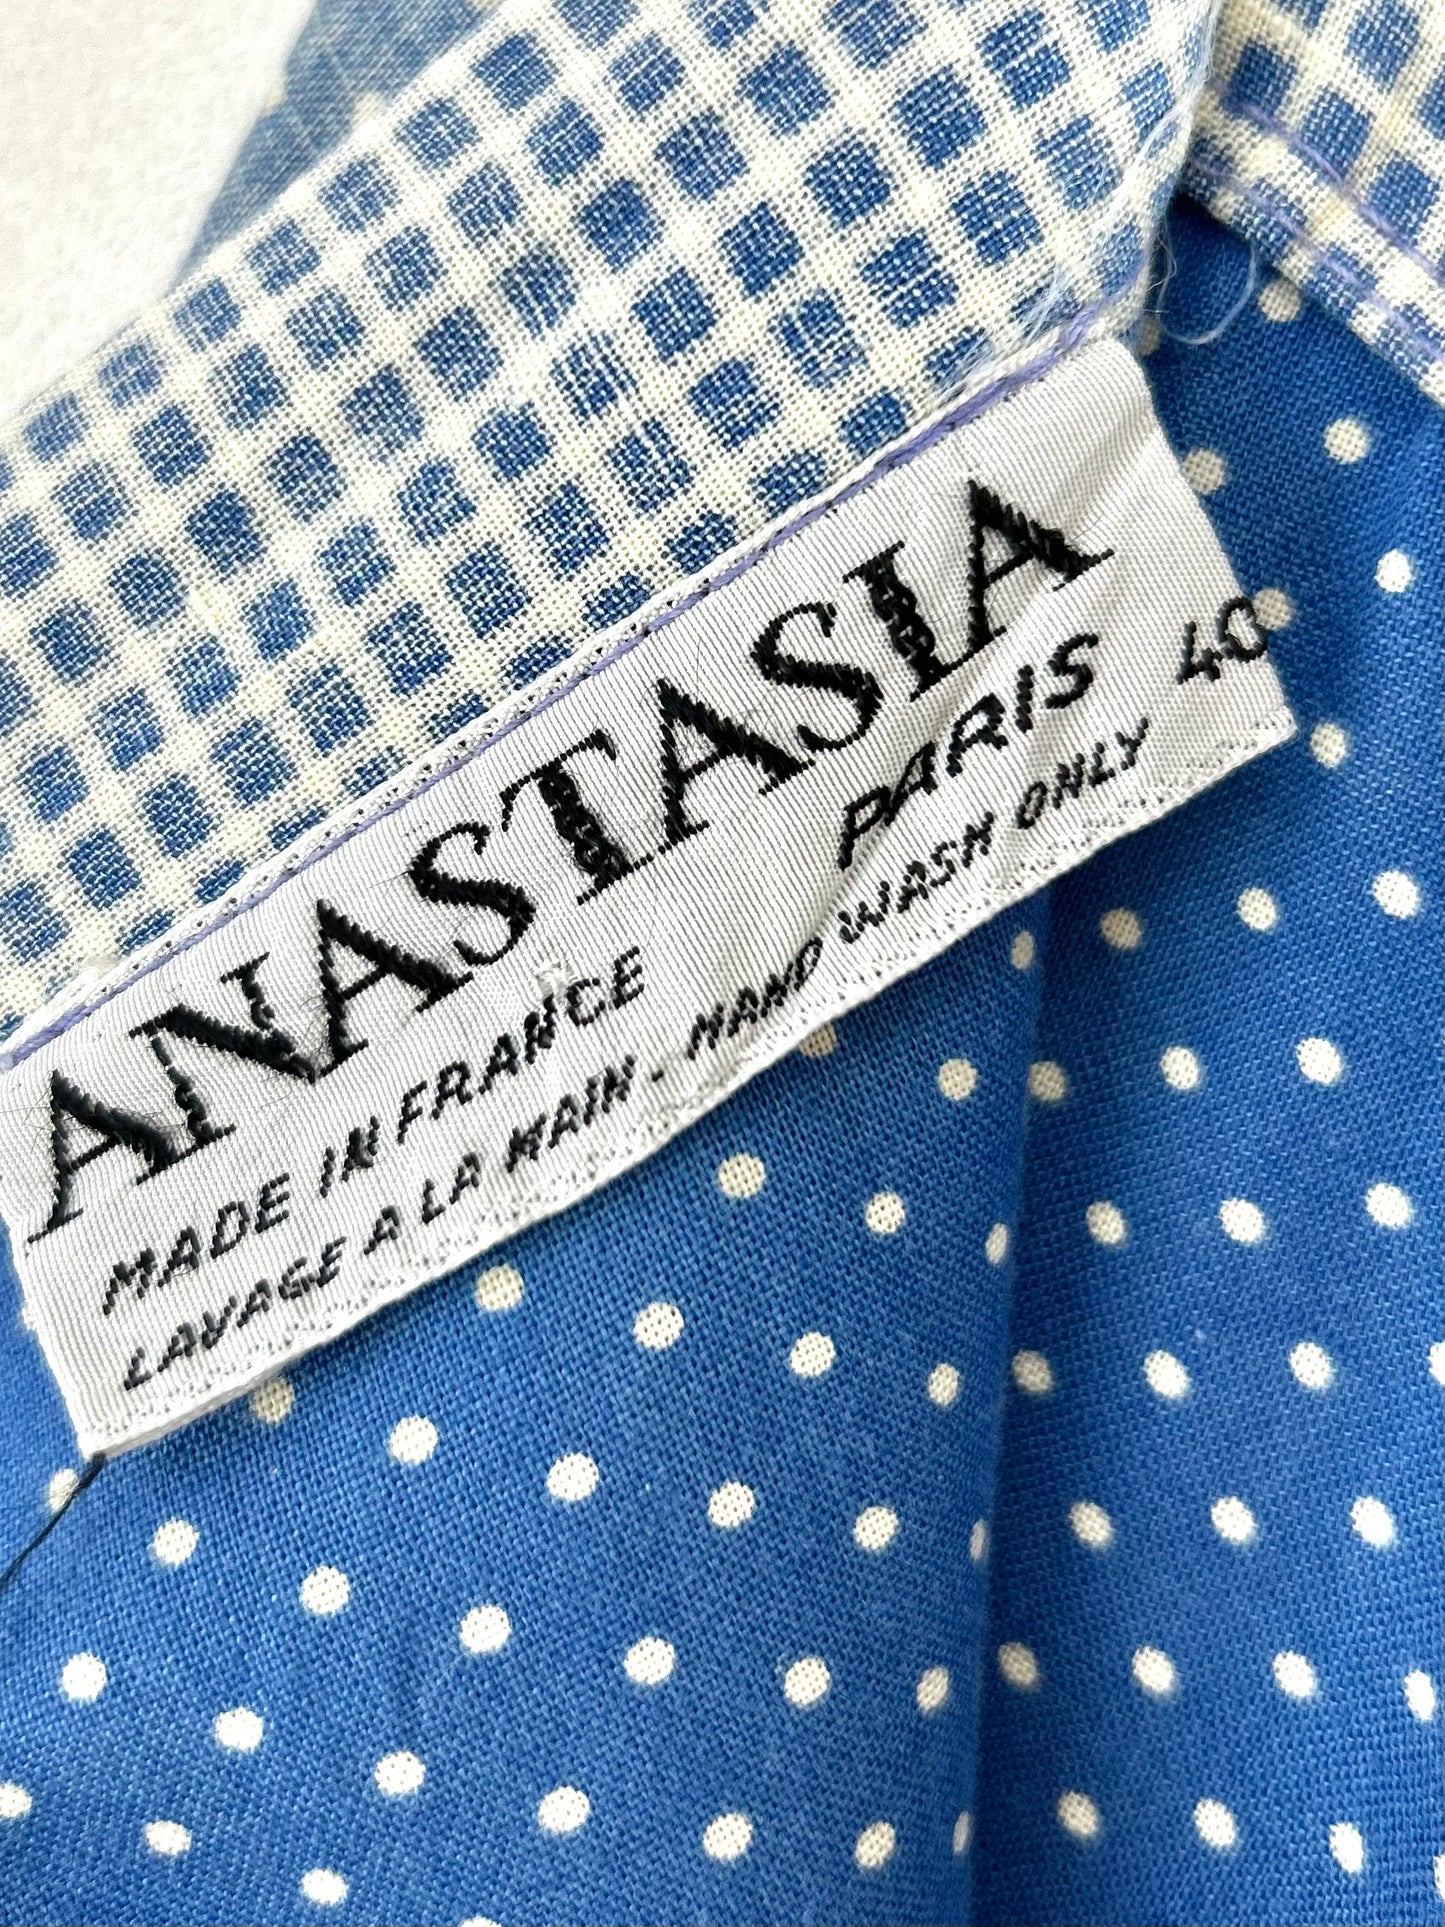 ANASTASIA
PARIS 40
MADE IN FRANCE
LAVAGE A LA MAIN - HAND WASH ONLY